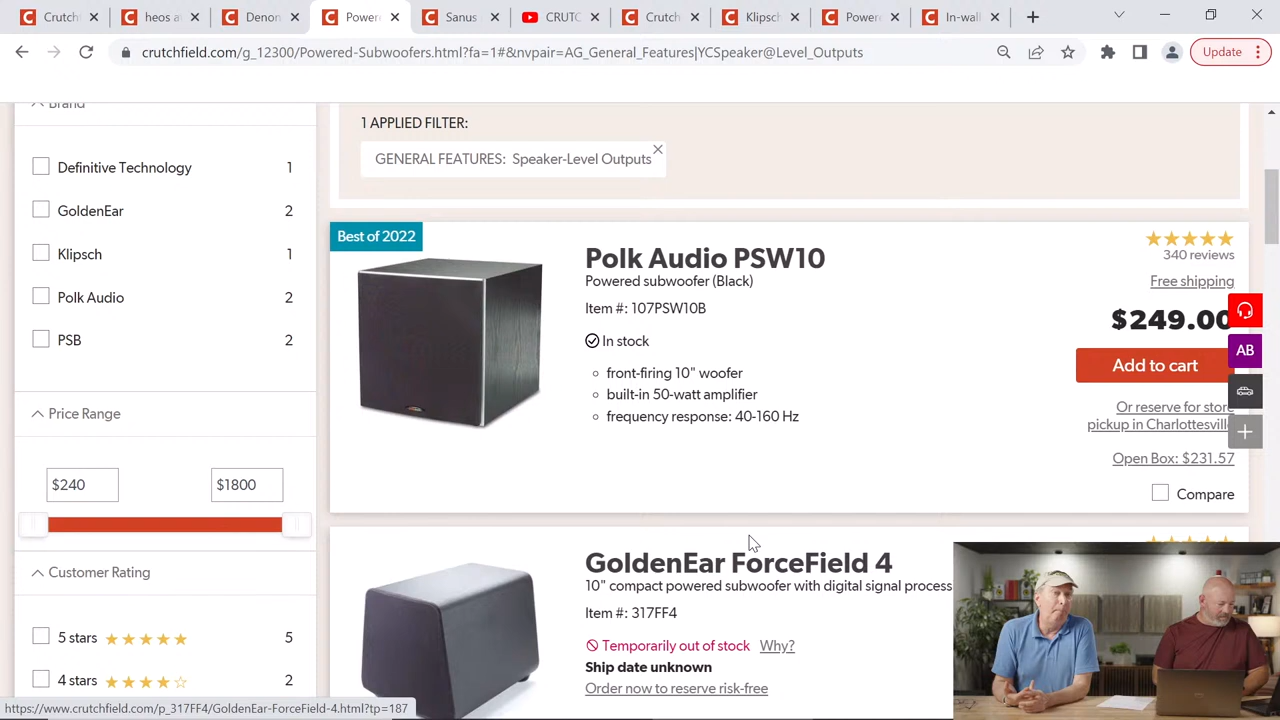 Crutch
heos a
Denon
Power
Sanus
CRUTC
Crutch
Klipsch
Power
In-wall
crutchfield.com/g_12300/Powered-Subwoofers.html?fa=1#&nvpair=AG_General_Features|YCSpeaker@Level_Outputs
Update
Brand
Definitive Technology 1
GoldenEar 2
Klipsch 1
Polk Audio 2
PSB 2
Price Range
$240 $1800
Customer Rating
5 stars 5
4 stars 2
1 APPLIED FILTER:
GENERAL FEATURES: Speaker-Level Outputs
Best of 2022
Polk Audio PSW10
Powered subwoofer (Black)
Item #: 107PSW10B
In stock
front-firing 10" woofer
built-in 50-watt amplifier
frequency response: 40-160 Hz
340 reviews
Free shipping
$249.00
Add to cart
Or reserve for store
pickup in Charlottesville
Open Box: $231.57
Compare
AB
GoldenEar ForceField 4
10" compact powered subwoofer with digital signal process
Item #: 317FF4
Temporarily out of stock Why?
Ship date unknown
Order now to reserve risk-free
https://www.crutchfield.com/p_317FF4/GoldenEar-ForceField-4.html?tp=187